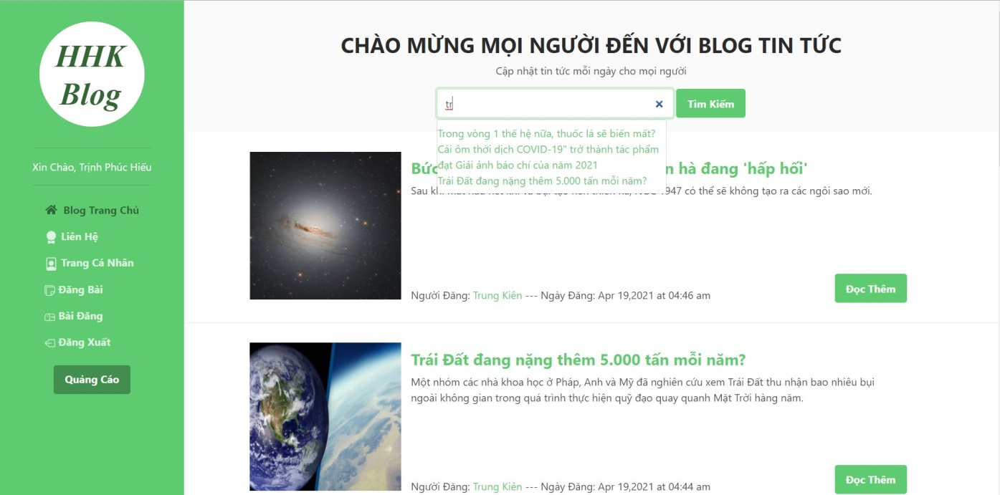 HHK
Blog
Xin Chào, Trịnh Phúc Hiếu
Blog Trang Chủ
Liên Hệ
Trang Cá Nhân
Đăng Bài
Bài Đăng
Đăng Xuất
Quảng Cáo
CHÀO MỪNG MỌI NGƯỜI ĐẾN VỚI BLOG TIN TỨC
Cập nhật tin tức mỗi ngày cho mọi người
tr
Tìm Kiếm
Trong vòng 1 thế hệ nữa, thuốc lá sẽ biến mất?
Cái ôm thời dịch COVID-19" trở thành tác phẩm
đạt Giải ảnh báo chí của năm 2021
Trái Đất đang nặng thêm 5.000 tấn mỗi năm?
hà đang 'hấp hối'
Sau 1947 có thể sẽ không tạo ra các ngôi sao mới.
Người Đăng: Trung Kiên --- Ngày Đăng: Apr 19,2021 at 04:46 am
Đọc Thêm
Trái Đất đang nặng thêm 5.000 tấn mỗi năm?
Một nhóm các nhà khoa học ở Pháp, Anh và Mỹ đã nghiên cứu xem Trái Đất thu nhận bao nhiêu bụi
ngoài không gian trong quá trình thực hiện quỹ đạo quay quanh Mặt Trời hàng năm.
Người Đăng: Trung Kiên --- Ngày Đăng: Apr 19,2021 at 04:44 am
Đọc Thêm